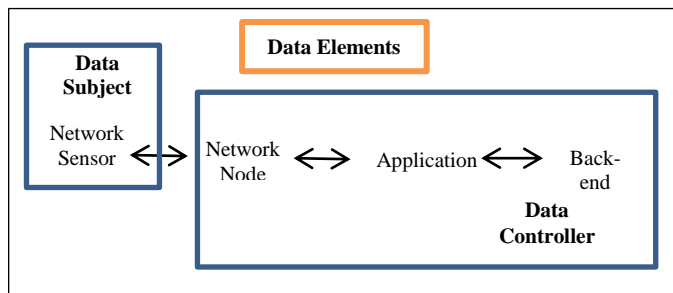 Data Elements
Data
Subject
Network
Sensor
Network
Node
Application
Back-
end
Data
Controller